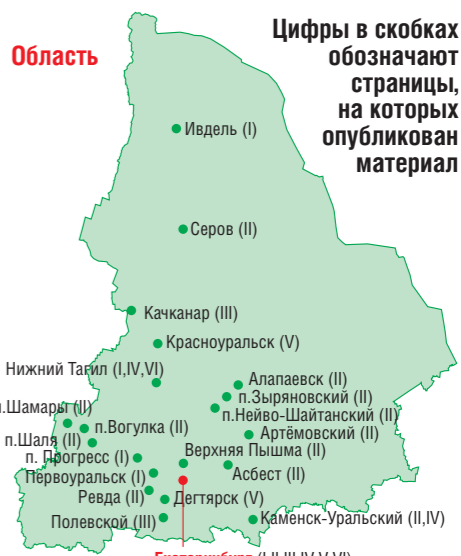 Цифры в скобках
обозначают
страницы,
на которых
опубликован
материал
Область
Ивдель (I)
Серов (II)
Качканар (III)
Красноуральск (V)
Нижний Тагил (I,IV,VI)
Алапаевск (II)
п.Зыряновский (II)
п.Нейво-Шайтанский (II)
п.Шамары (II)
п.Вогулка (II)
Артёмовский (II)
п.Шаля (II)
Верхняя Пышма (II)
п. Прогресс (I)
Асбест (II)
Первоуральск (I)
Ревда (II)
Дегтярск (V)
Полевской (III)
Каменск-Уральский (II,IV)